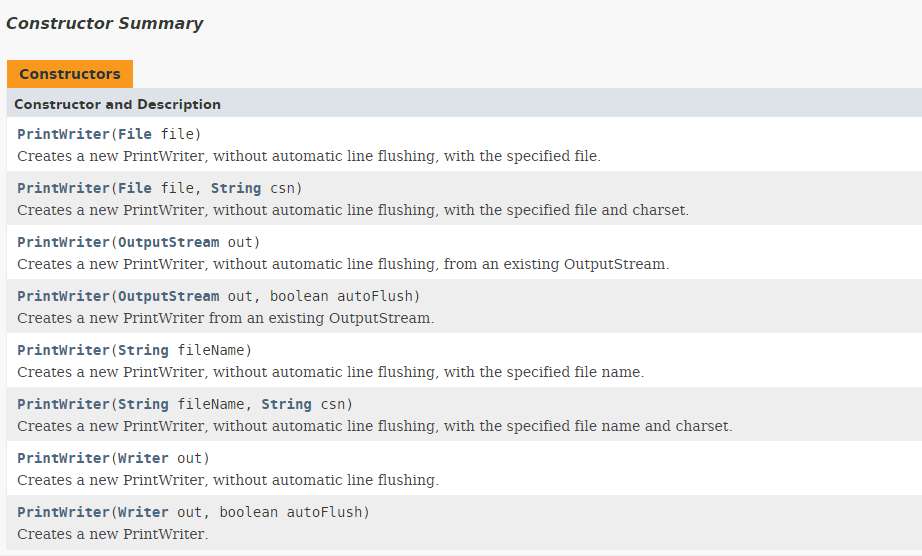 Constructor Summary
Constructors
Constructor and Description
PrintWriter(File file)
Creates a new PrintWriter, without automatic line flushing, with the specified file.
PrintWriter(File file, String csn)
Creates a new PrintWriter, without automatic line flushing, with the specified file and charset.
PrintWriter(OutputStream out)
Creates a new PrintWriter, without automatic line flushing, from an existing OutputStream.
PrintWriter(OutputStream out, boolean autoFlush)
Creates a new PrintWriter from an existing OutputStream.
PrintWriter(String fileName)
Creates a new PrintWriter, without automatic line flushing, with the specified file name.
PrintWriter(String fileName, String csn)
Creates a new PrintWriter, without automatic line flushing, with the specified file name and charset.
PrintWriter(Writer out)
Creates a new PrintWriter, without automatic line flushing.
PrintWriter(Writer out, boolean autoFlush)
Creates a new PrintWriter.